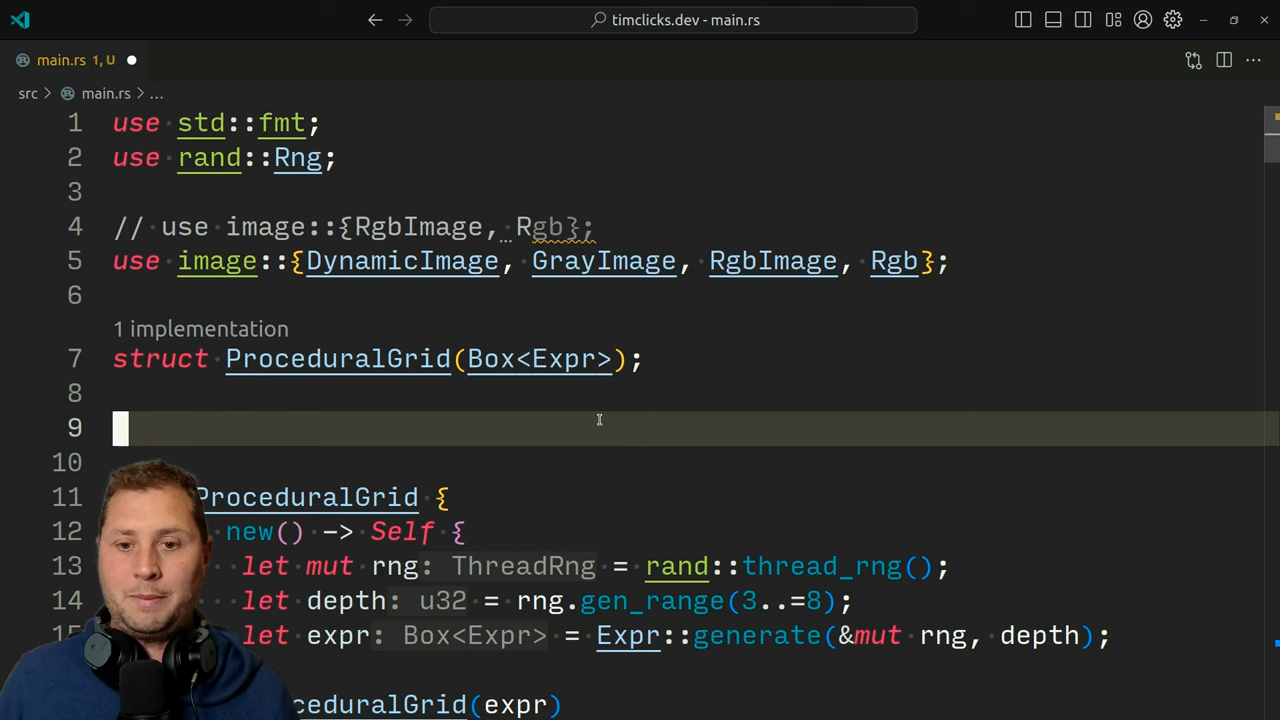 timclicks.dev - main.rs
main.rs 1, U
src > main.rs > ...
1 use std::fmt;
2 use rand::Rng;
3
4 // use image::{RgbImage, Rgb};
5 use image::{DynamicImage, GrayImage, RgbImage, Rgb};
6
1 implementation
7 struct ProceduralGrid(Box<Expr>);
8
9
10
11 ProceduralGrid {
12 new() -> Self {
13 let mut rng: ThreadRng = rand::thread_rng();
14 let depth: u32 = rng.gen_range(3..=8);
15 let expr: Box<Expr> = Expr::generate(&mut rng, depth);
ceduralGrid(expr)